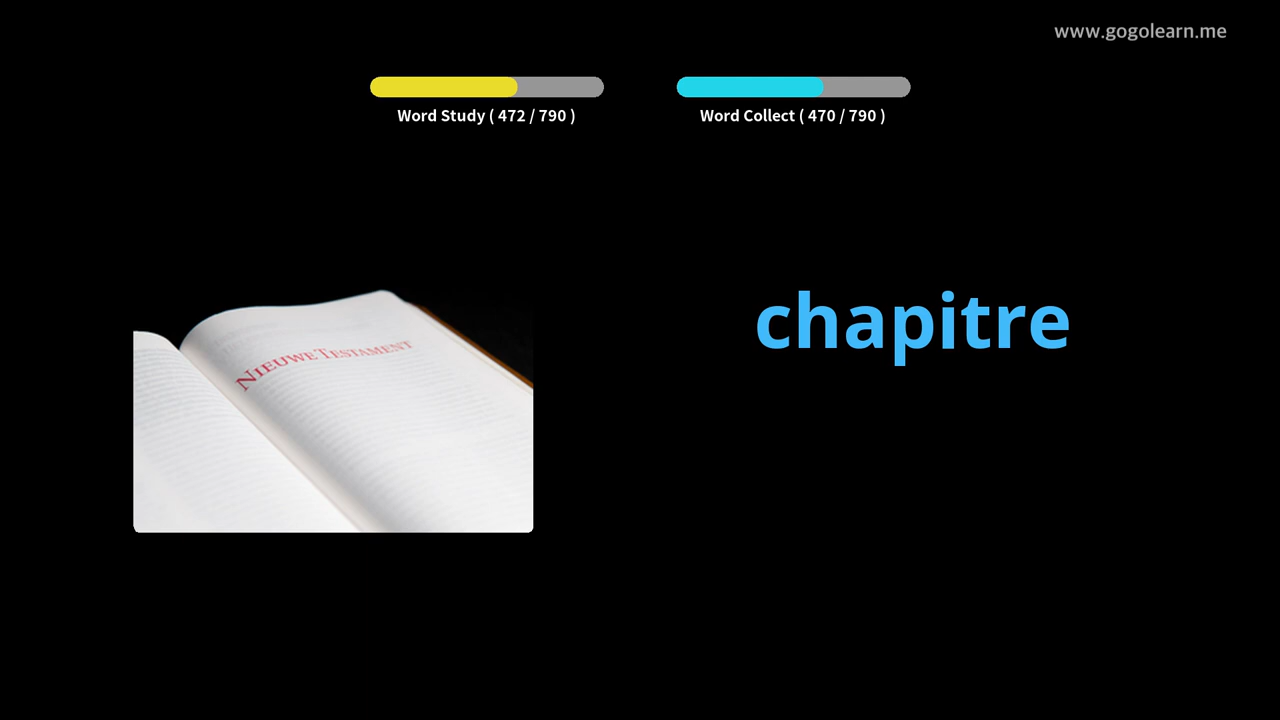 www.gogolearn.me
Word Study ( 472 / 790 )
Word Collect ( 470 / 790 )
chapitre
NIEUWE TESTAMENT